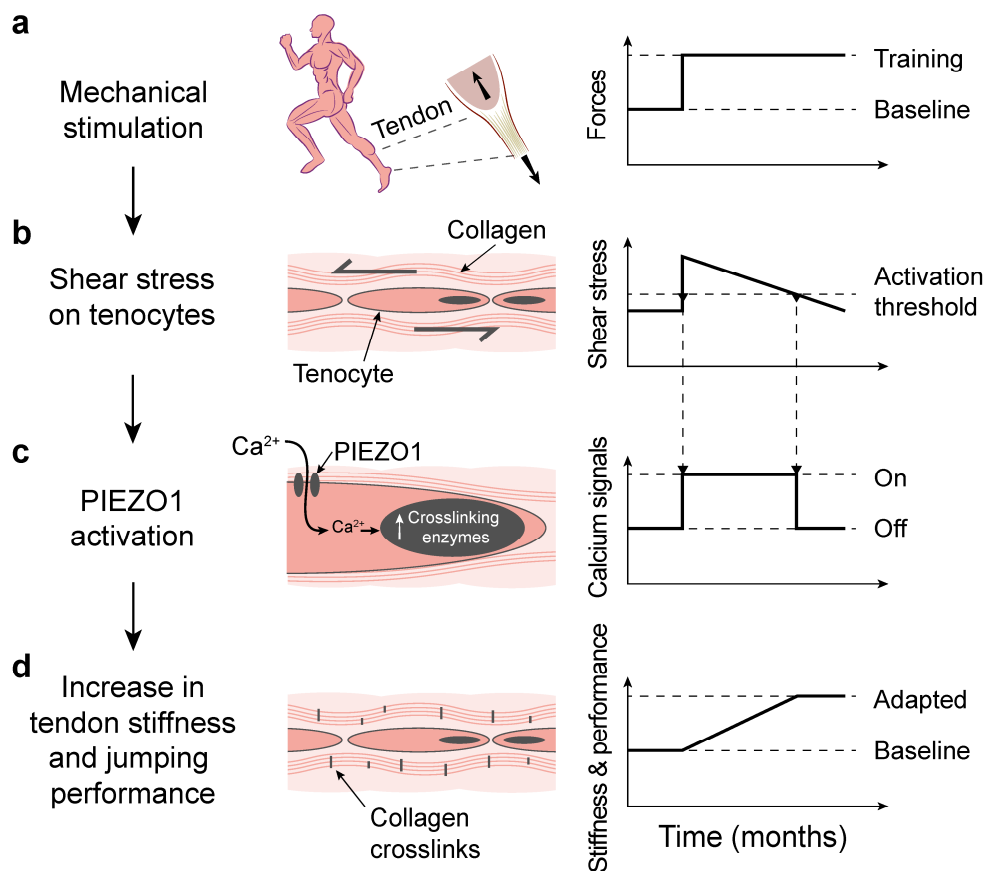 a
Mechanical
stimulation
Tendon
Forces
Training
Baseline
b
Shear stress
on tenocytes
Collagen
Tenocyte
Shear stress
Activation
threshold
c
PIEZO1
activation
Ca²⁺
PIEZO1
Ca²⁺
Crosslinking
enzymes
Calcium signals
On
Off
d
Increase in
tendon stiffness
and jumping
performance
Collagen
crosslinks
Stiffness & performance
Adapted
Baseline
Time (months)